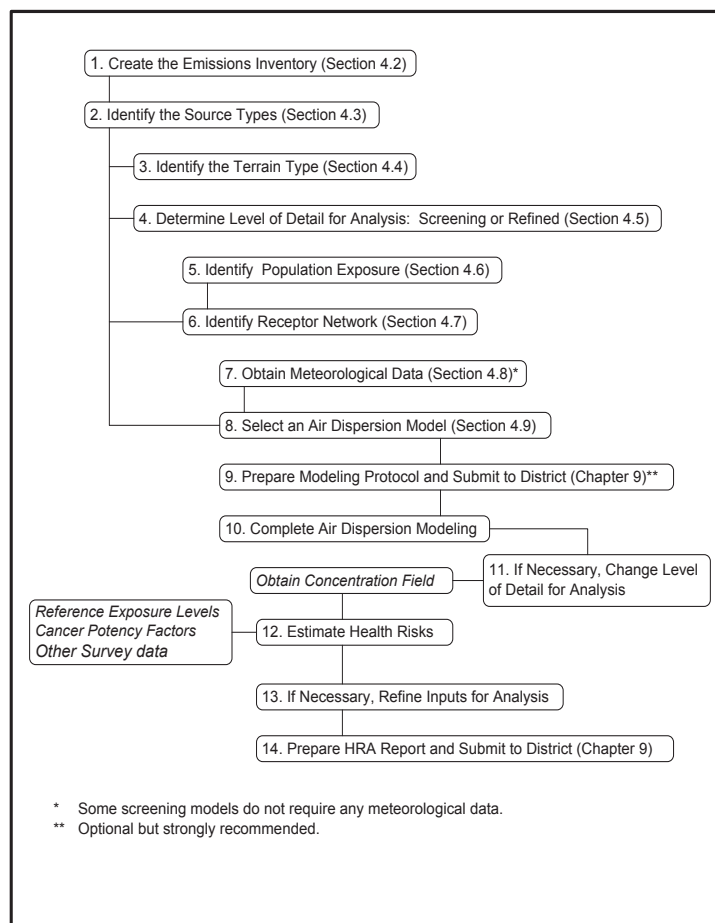 1. Create the Emissions Inventory (Section 4.2)
2. Identify the Source Types (Section 4.3)
3. Identify the Terrain Type (Section 4.4)
4. Determine Level of Detail for Analysis: Screening or Refined (Section 4.5)
5. Identify Population Exposure (Section 4.6)
6. Identify Receptor Network (Section 4.7)
7. Obtain Meteorological Data (Section 4.8)*
8. Select an Air Dispersion Model (Section 4.9)
9. Prepare Modeling Protocol and Submit to District (Chapter 9)**
10. Complete Air Dispersion Modeling
11. If Necessary, Change Level
of Detail for Analysis
Obtain Concentration Field
Reference Exposure Levels
Cancer Potency Factors
Other Survey data
12. Estimate Health Risks
13. If Necessary, Refine Inputs for Analysis
14. Prepare HRA Report and Submit to District (Chapter 9)
* Some screening models do not require any meteorological data.
** Optional but strongly recommended.